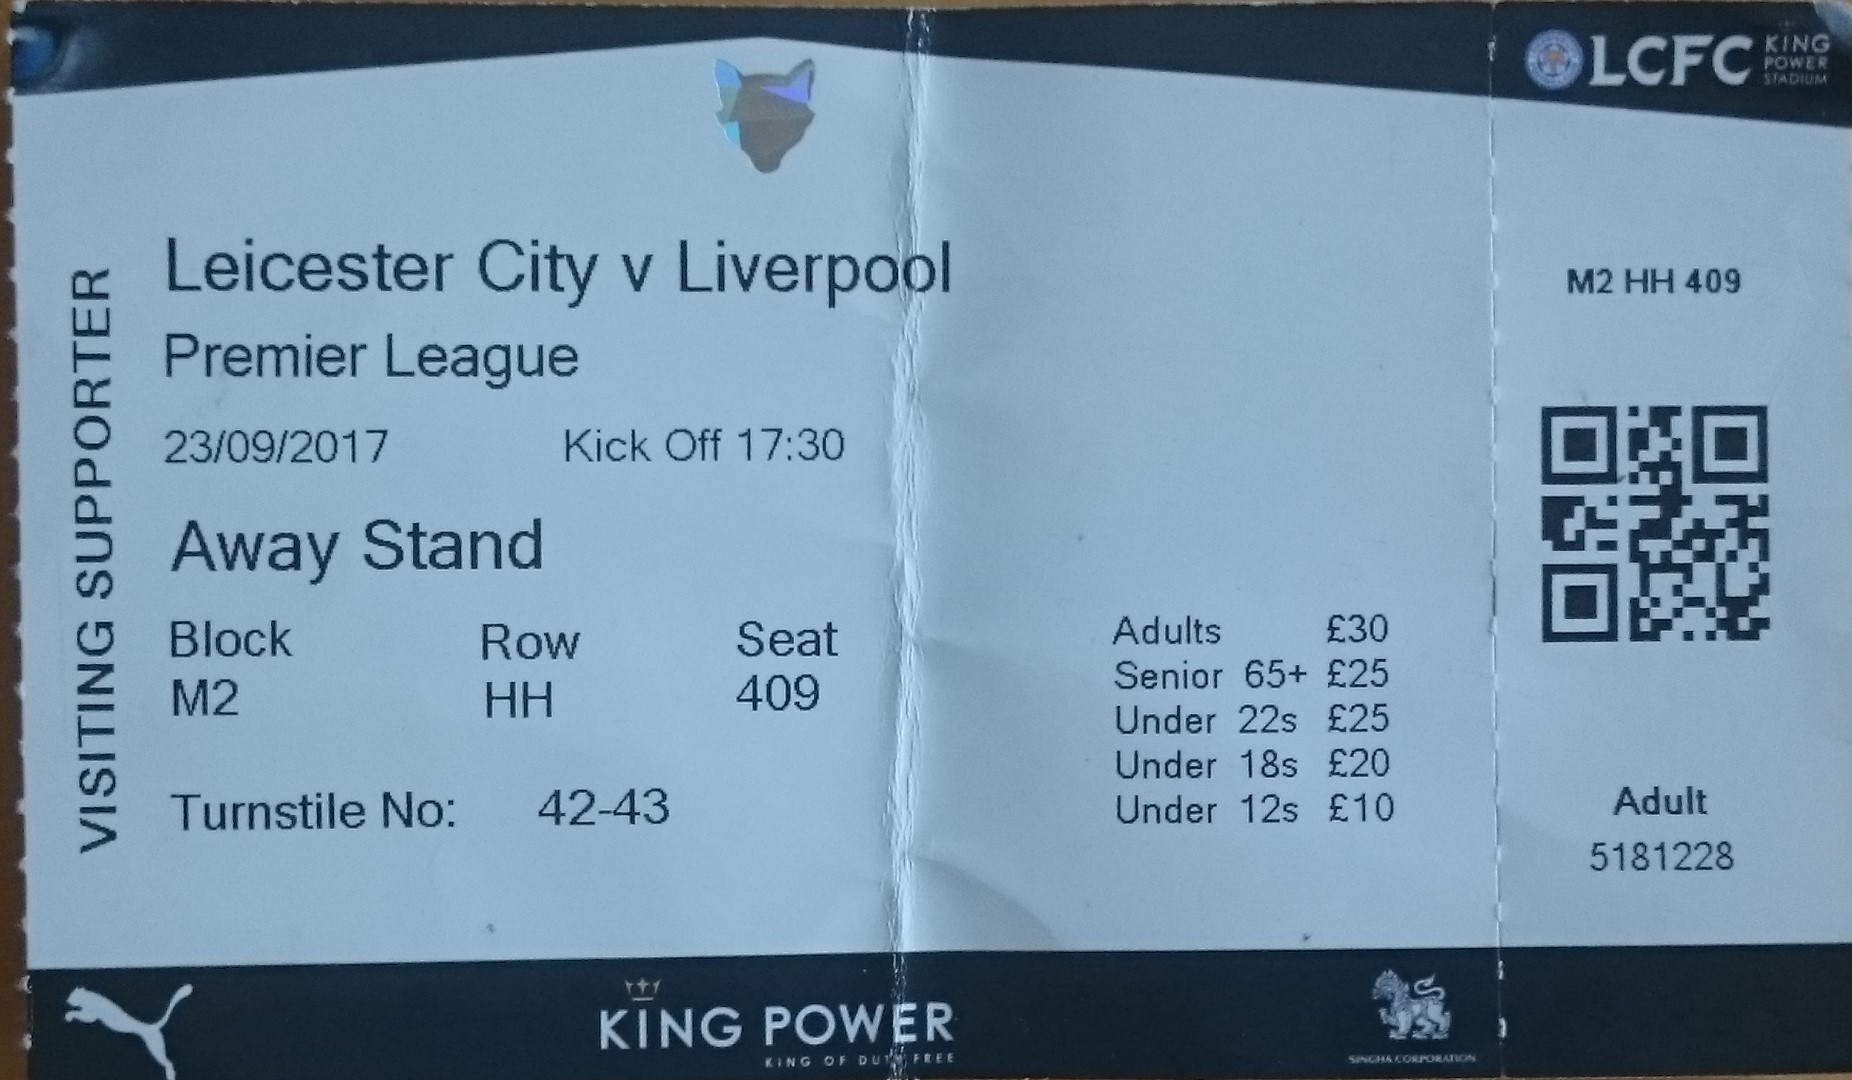 LCFC KING POWER STADIUM
VISITING SUPPORTER
Leicester City v Liverpool
Premier League
23/09/2017 Kick Off 17:30
Away Stand
Block Row Seat
M2 HH 409
Turnstile No: 42-43
Adults £30
Senior 65+ £25
Under 22s £25
Under 18s £20
Under 12s £10
M2 HH 409
Adult
5181228
KING POWER
KING OF DUTY FREE
SINGHA CORPORATION